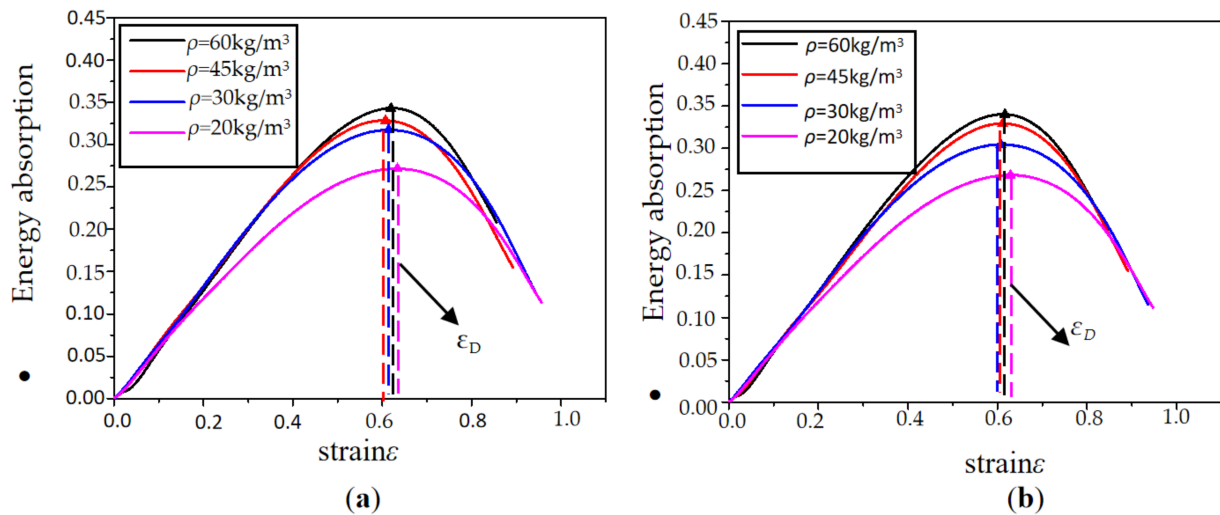 0.45
0.40
0.35
0.30
0.25
0.20
0.15
0.10
0.05
0.00
• Energy absorption
ρ=60kg/m³
ρ=45kg/m³
ρ=30kg/m³
ρ=20kg/m³
ε_D
0.0 0.2 0.4 0.6 0.8 1.0
strainε
(a)
0.45
0.40
0.35
0.30
0.25
0.20
0.15
0.10
0.05
0.00
• Energy absorption
ρ=60kg/m³
ρ=45kg/m³
ρ=30kg/m³
ρ=20kg/m³
ε_D
0.0 0.2 0.4 0.6 0.8 1.0
strainε
(b)